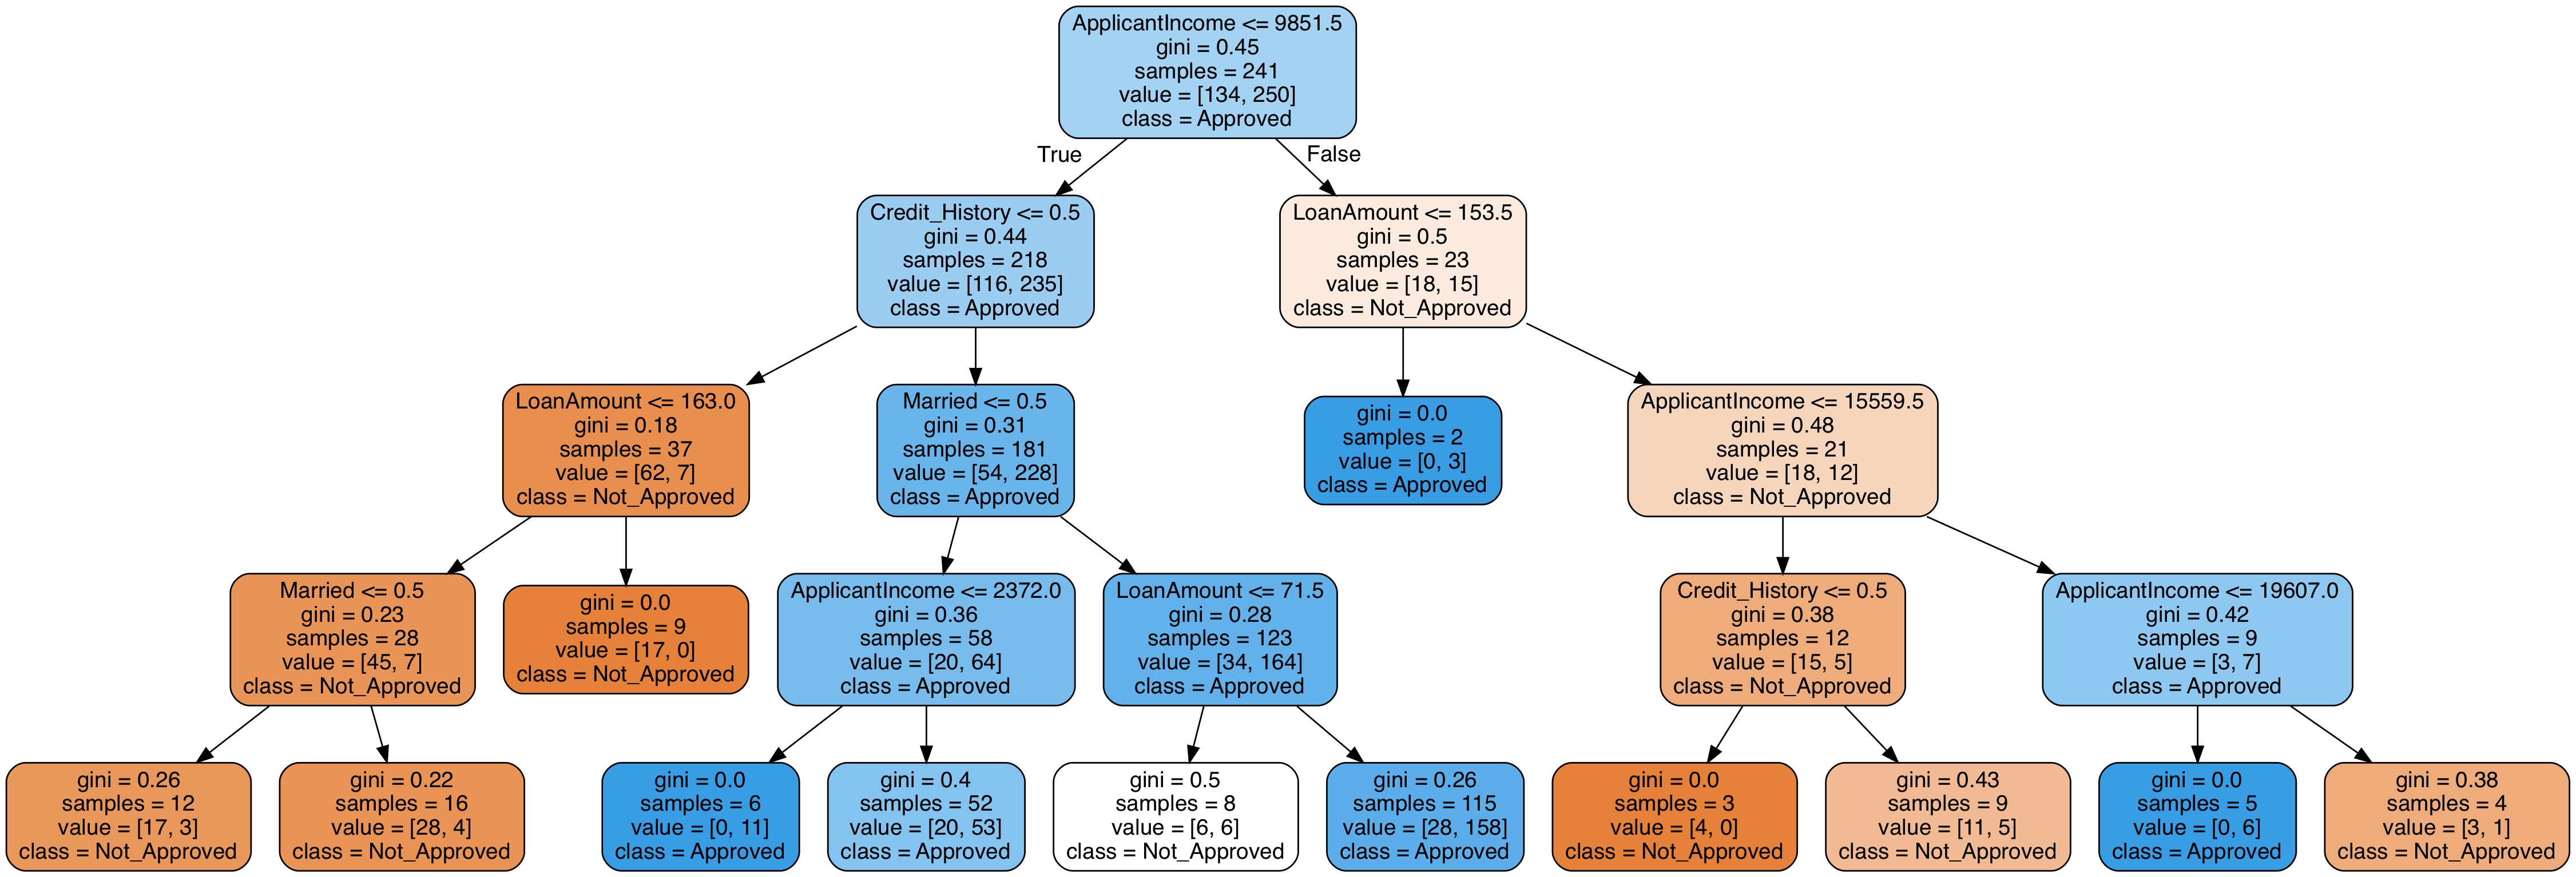 ApplicantIncome <= 9851.5
gini = 0.45
samples = 241
value = [134, 250]
class = Approved
True
False
Credit_History <= 0.5
gini = 0.44
samples = 218
value = [116, 235]
class = Approved
LoanAmount <= 153.5
gini = 0.5
samples = 23
value = [18, 15]
class = Not_Approved
LoanAmount <= 163.0
gini = 0.18
samples = 37
value = [62, 7]
class = Not_Approved
Married <= 0.5
gini = 0.31
samples = 181
value = [54, 228]
class = Approved
gini = 0.0
samples = 2
value = [0, 3]
class = Approved
ApplicantIncome <= 15559.5
gini = 0.48
samples = 21
value = [18, 12]
class = Not_Approved
Married <= 0.5
gini = 0.23
samples = 28
value = [45, 7]
class = Not_Approved
gini = 0.0
samples = 9
value = [17, 0]
class = Not_Approved
ApplicantIncome <= 2372.0
gini = 0.36
samples = 58
value = [20, 64]
class = Approved
LoanAmount <= 71.5
gini = 0.28
samples = 123
value = [34, 164]
class = Approved
Credit_History <= 0.5
gini = 0.38
samples = 12
value = [15, 5]
class = Not_Approved
ApplicantIncome <= 19607.0
gini = 0.42
samples = 9
value = [3, 7]
class = Approved
gini = 0.26
samples = 12
value = [17, 3]
class = Not_Approved
gini = 0.22
samples = 16
value = [28, 4]
class = Not_Approved
gini = 0.0
samples = 6
value = [0, 11]
class = Approved
gini = 0.4
samples = 52
value = [20, 53]
class = Approved
gini = 0.5
samples = 8
value = [6, 6]
class = Not_Approved
gini = 0.26
samples = 115
value = [28, 158]
class = Approved
gini = 0.0
samples = 3
value = [4, 0]
class = Not_Approved
gini = 0.43
samples = 9
value = [11, 5]
class = Not_Approved
gini = 0.0
samples = 5
value = [0, 6]
class = Approved
gini = 0.38
samples = 4
value = [3, 1]
class = Not_Approved